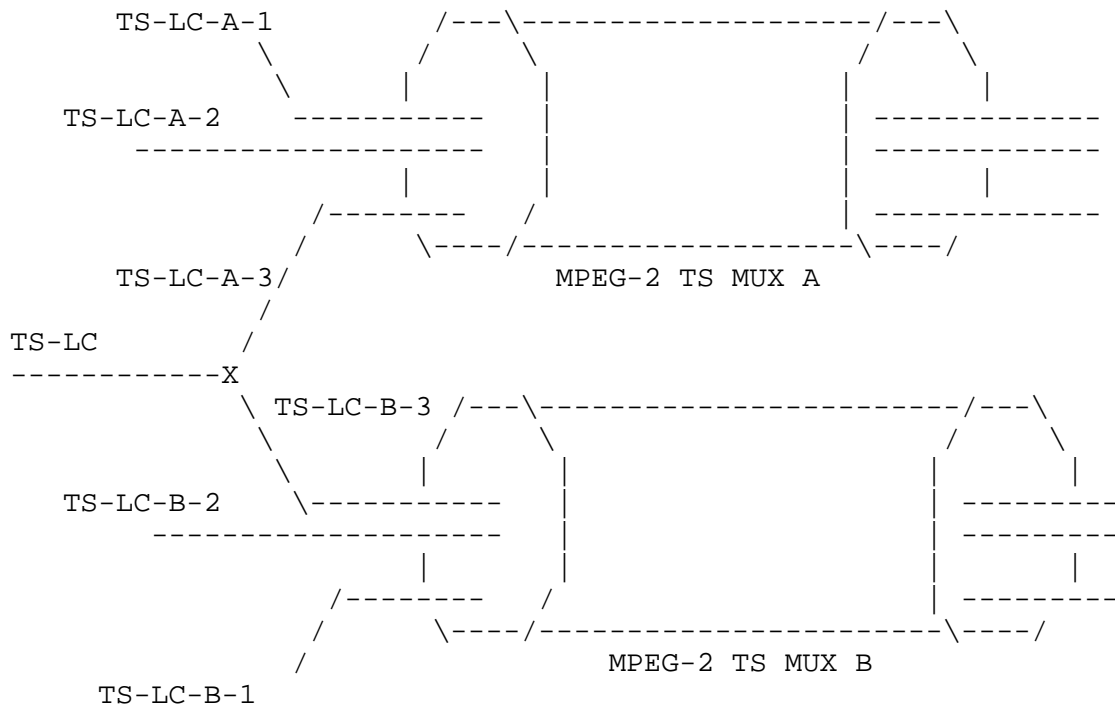 TS-LC-A-1
TS-LC-A-2
TS-LC-A-3
MPEG-2 TS MUX A
TS-LC
X
TS-LC-B-3
TS-LC-B-2
MPEG-2 TS MUX B
TS-LC-B-1